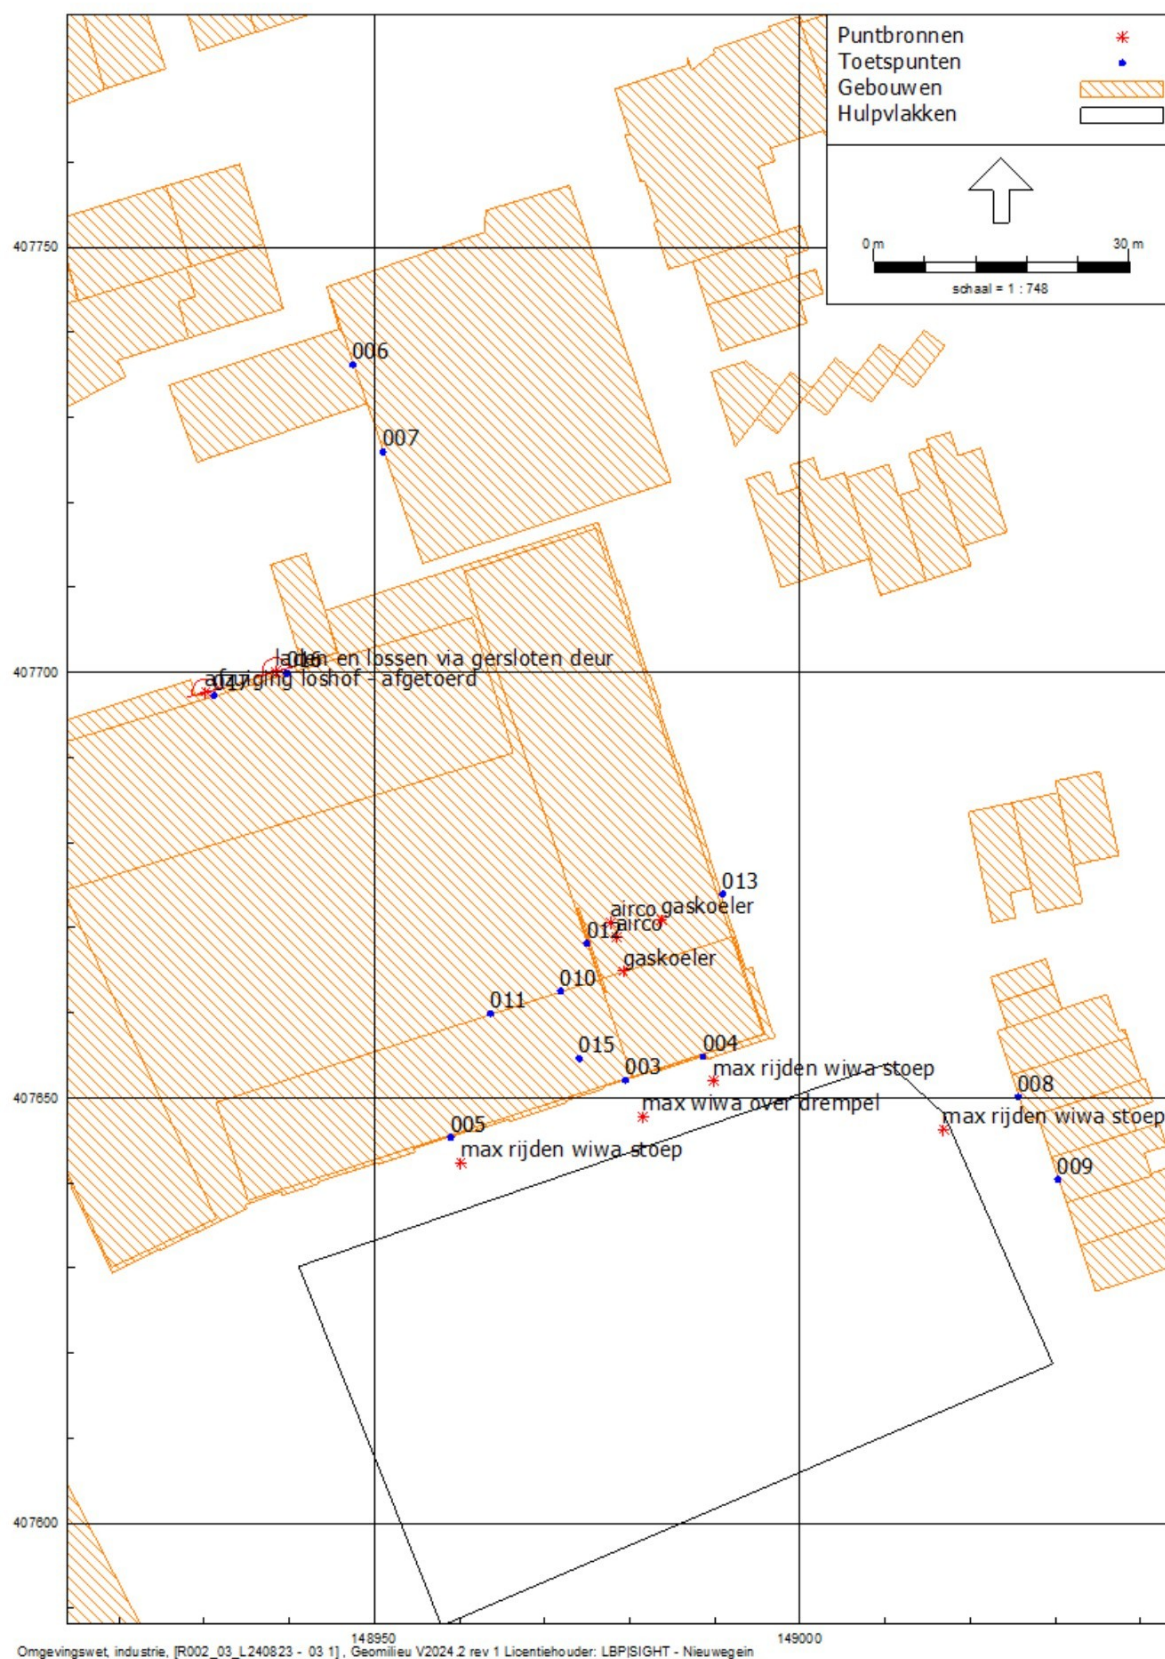 Puntbronnen
Toetspunten
Gebouwen
Hulpvlakken
0 m 30 m
schaal = 1 : 748
407750
006
007
407700
laden en lossen via gersloten deur
016
afzuiging loshof - afgetoerd
017
013
airco gaskoeler
airco
012
gaskoeler
010
011
015
004
003
max rijden wiwa stoep
407650
008
max wiwa over drempel
max rijden wiwa stoep
005
max rijden wiwa stoep
009
407600
148950 149000
Omgevingswet, industrie, [R002_03_L240823 - 03 1] , Geomilieu V2024.2 rev 1 Licentiehouder: LBP|SIGHT - Nieuwegein